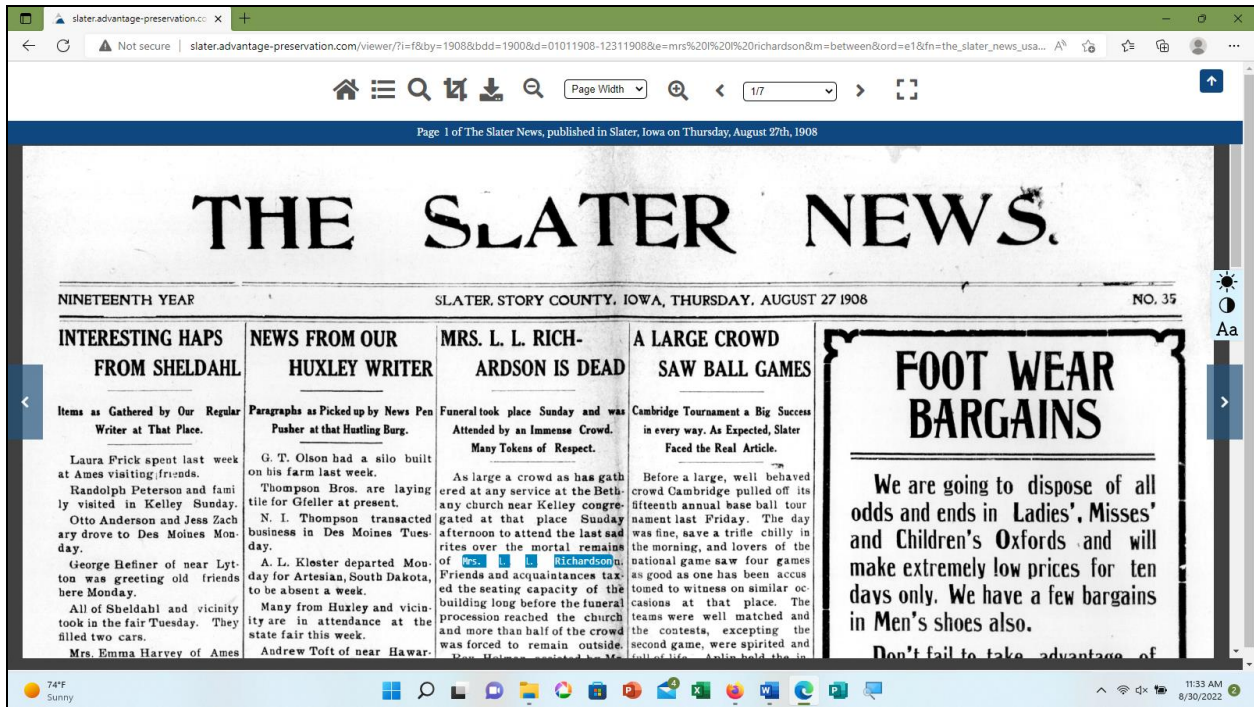 slater.advantage-preservation.co
Not secure
slater.advantage-preservation.com/viewer/?i=f&by=1908&bdd=1900&d=01011908-12311908&e=mrs%20l%20l%20richardson&m=between&ord=e1&fn=the_slater_news_usa...
Page Width
1/7
Page 1 of The Slater News, published in Slater, Iowa on Thursday, August 27th, 1908
THE SLATER NEWS.
NINETEENTH YEAR
SLATER, STORY COUNTY, IOWA, THURSDAY, AUGUST 27 1908
NO. 35
INTERESTING HAPS
FROM SHELDAHL
Items as Gathered by Our Regular
Writer at That Place.
Laura Frick spent last week
at Ames visiting friends.
Randolph Peterson and fami
ly visited in Kelley Sunday.
Otto Anderson and Jess Zach
ary drove to Des Moines Mon-
day.
George Hefiner of near Lyt-
ton was greeting old friends
here Monday.
All of Sheldahl and vicinity
took in the fair Tuesday. They
filled two cars.
Mrs. Emma Harvey of Ames
NEWS FROM OUR
HUXLEY WRITER
Paragraphs as Picked up by News Pen
Pusher at that Hustling Burg.
G. T. Olson had a silo built
on his farm last week.
Thompson Bros. are laying
tile for Gfeller at present.
N. I. Thompson transacted
business in Des Moines Tues-
day.
A. L. Kloster departed Mon-
day for Artesian, South Dakota,
to be absent a week.
Many from Huxley and vicin-
ity are in attendance at the
state fair this week.
Andrew Toft of near Hawar-
MRS. L. L. RICH-
ARDSON IS DEAD
Funeral took place Sunday and was
Attended by an Immense Crowd.
Many Tokens of Respect.
As large a crowd as has gath
ered at any service at the Beth-
any church near Kelley congre-
gated at that place Sunday
afternoon to attend the last sad
rites over the mortal remains
of Mrs. L. L. Richardson.
Friends and acquaintances tax-
ed the seating capacity of the
building long before the funeral
procession reached the church
and more than half of the crowd
was forced to remain outside.
A LARGE CROWD
SAW BALL GAMES
Cambridge Tournament a Big Success
in every way. As Expected, Slater
Faced the Real Article.
Before a large, well behaved
crowd Cambridge pulled off its
fifteenth annual base ball tour
nament last Friday. The day
was fine, save a trifle chilly in
the morning, and lovers of the
national game saw four games
as good as one has been accus
tomed to witness on similar oc-
casions at that place. The
teams were well matched and
the contests, excepting the
second game, were spirited and
FOOT WEAR
BARGAINS
We are going to dispose of all
odds and ends in Ladies', Misses'
and Children's Oxfords and will
make extremely low prices for ten
days only. We have a few bargains
in Men's shoes also.
Don't fail to take advantage of
Aa
74°F
Sunny
4
11:33 AM
8/30/2022
2